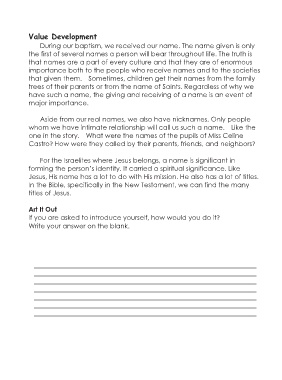 Value Development
During our baptism, we received our name. The name given is only
the first of several names a person will bear throughout life. The truth is
that names are a part of every culture and that they are of enormous
importance both to the people who receive names and to the societies
that given them. Sometimes, children get their names from the family
trees of their parents or from the name of Saints. Regardless of why we
have such a name, the giving and receiving of a name is an event of
major importance.
Aside from our real names, we also have nicknames. Only people
whom we have intimate relationship will call us such a name. Like the
one in the story. What were the names of the pupils of Miss Celine
Castro? How were they called by their parents, friends, and neighbors?
For the Israelites where Jesus belongs, a name is significant in
forming the person's identity. It carried a spiritual significance. Like
Jesus, His name has a lot to do with His mission. He also has a lot of titles.
In the Bible, specifically in the New Testament, we can find the many
titles of Jesus.
Art It Out
If you are asked to introduce yourself, how would you do it?
Write your answer on the blank.